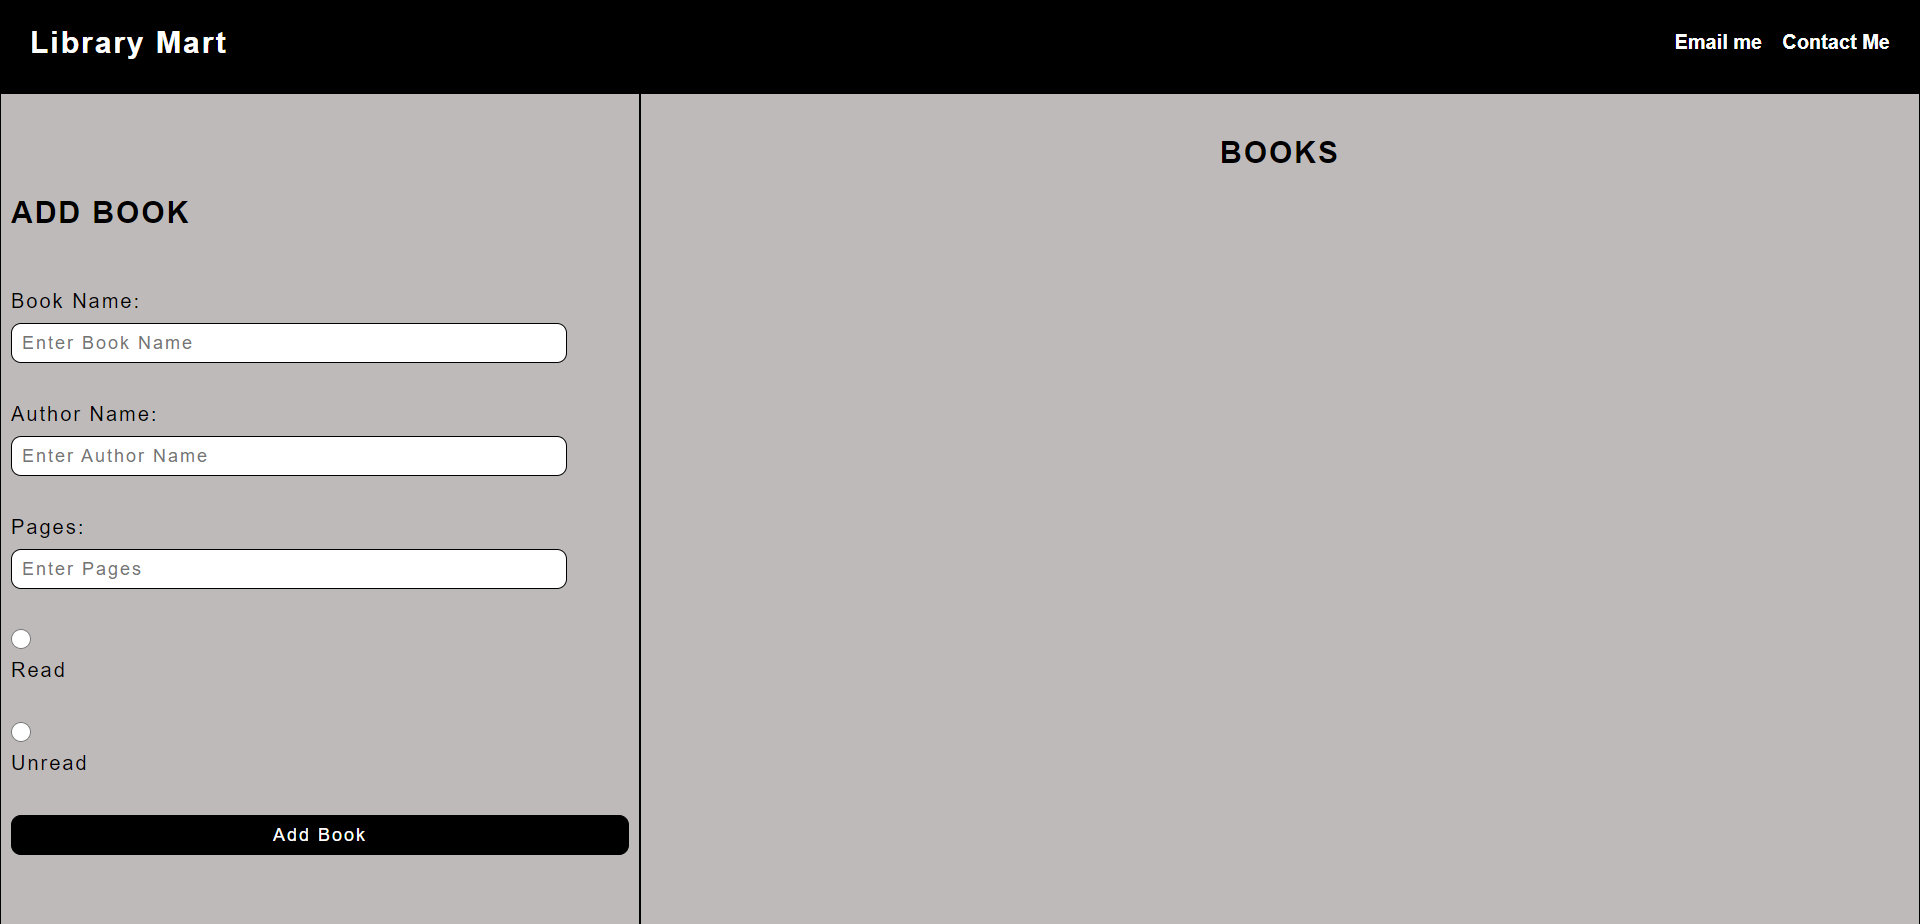 Library Mart
Email me Contact Me
ADD BOOK
Book Name:
Enter Book Name
Author Name:
Enter Author Name
Pages:
Enter Pages
Read
Unread
Add Book
BOOKS